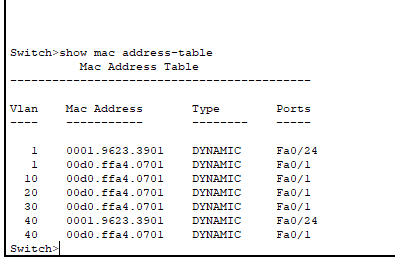 Switch>show mac address-table
Mac Address Table
-------------------------------------------
Vlan Mac Address Type Ports
---- ----------- -------- -----
1 0001.9623.3901 DYNAMIC Fa0/24
1 00d0.ffa4.0701 DYNAMIC Fa0/1
10 00d0.ffa4.0701 DYNAMIC Fa0/1
20 00d0.ffa4.0701 DYNAMIC Fa0/1
30 00d0.ffa4.0701 DYNAMIC Fa0/1
40 0001.9623.3901 DYNAMIC Fa0/24
40 00d0.ffa4.0701 DYNAMIC Fa0/1
Switch>